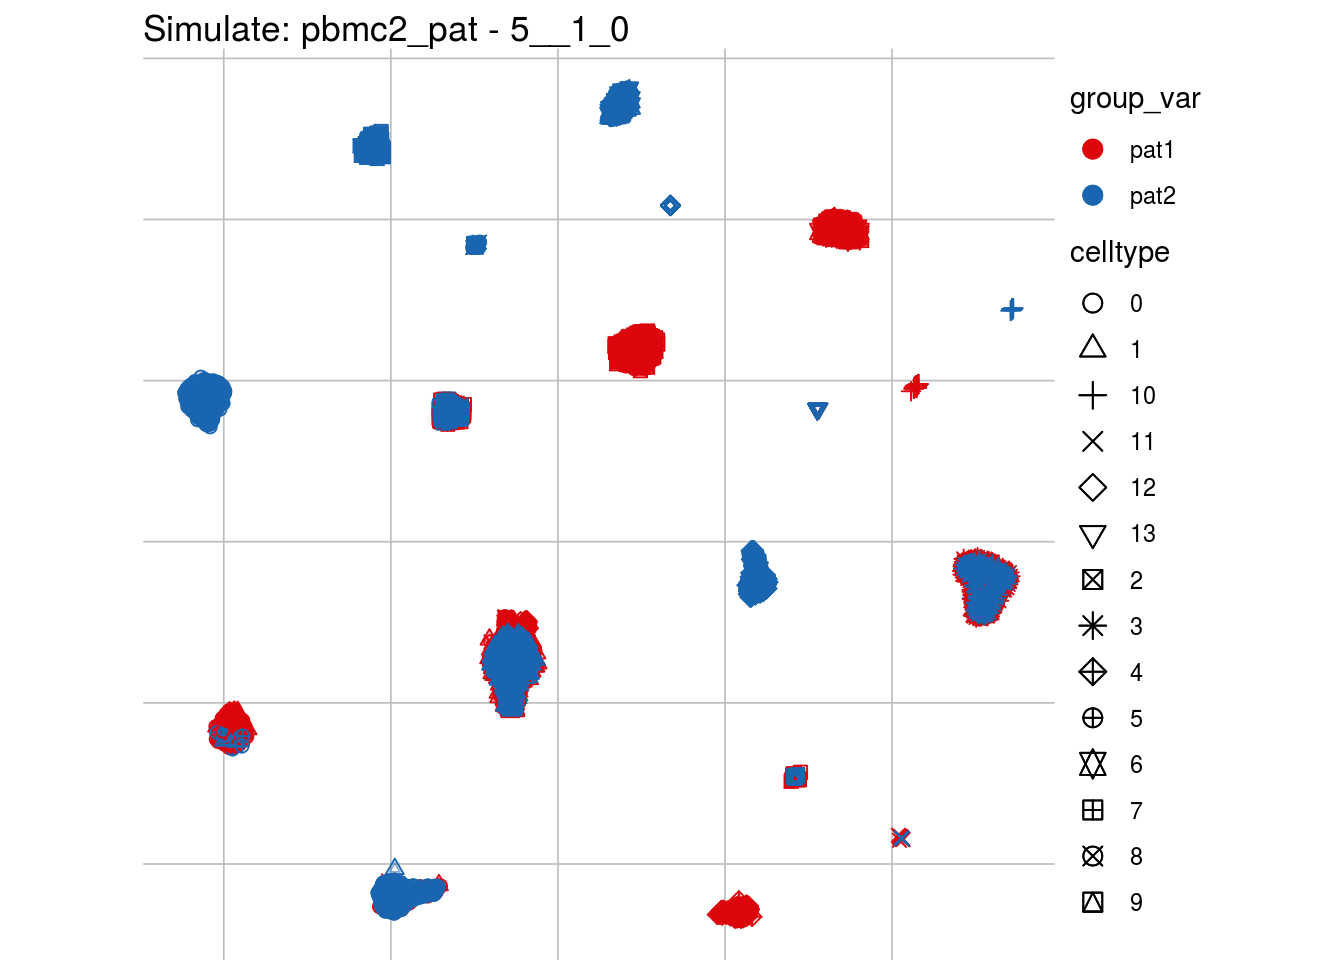 Simulate: pbmc2_pat - 5__1_0
group_var
pat1
pat2
celltype
0
1
10
11
12
13
2
3
4
5
6
7
8
9